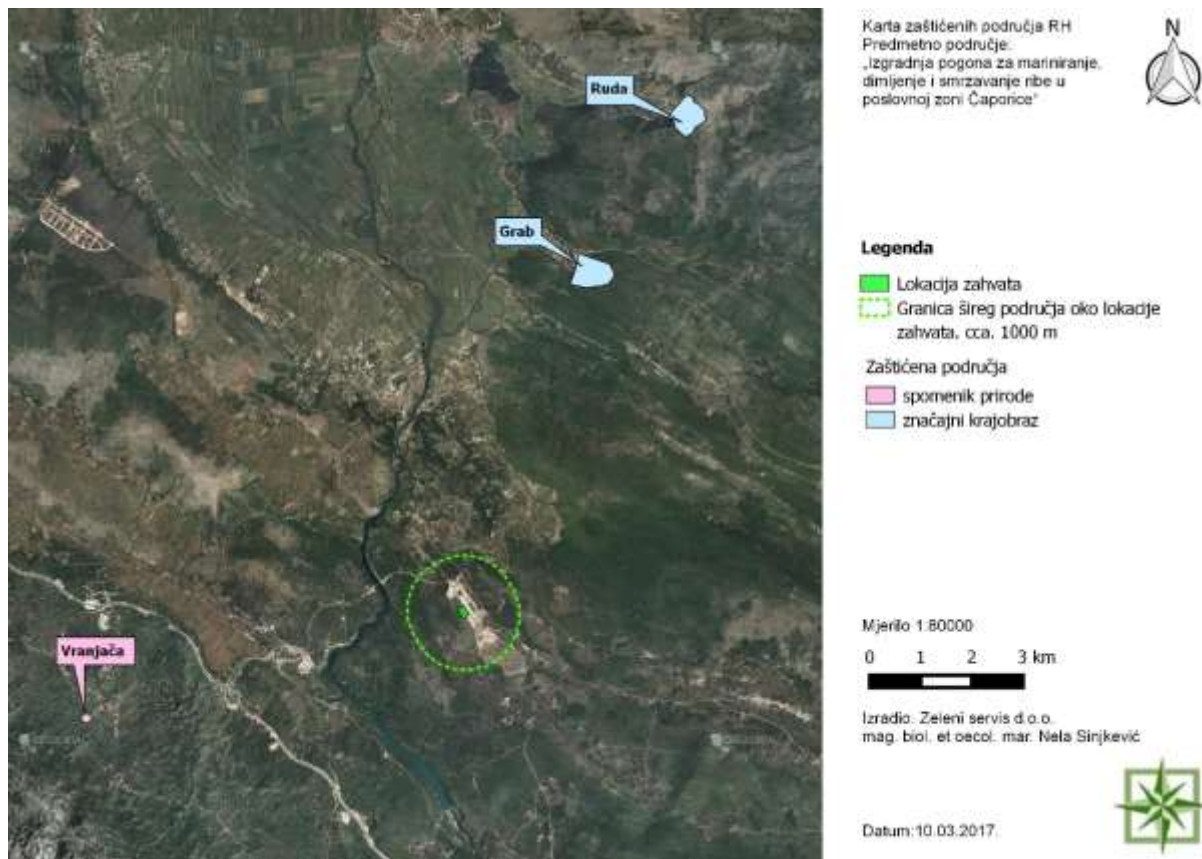 Karta zaštićenih područja RH
Predmetno područje:
„Izgradnja pogona za mariniranje,
dimljenje i smrzavanje ribe u
poslovnoj zoni Čaporice"
N
Ruda
Grab
Vranjača
Legenda
Lokacija zahvata
Granica šireg područja oko lokacije
zahvata, cca. 1000 m
Zaštićena područja
spomenik prirode
značajni krajobraz
Mjerilo 1:80000
0 1 2 3 km
Izradio: Zeleni servis d.o.o.
mag. biol. et oecol. mar. Nela Sinjkević
Datum:10.03.2017.